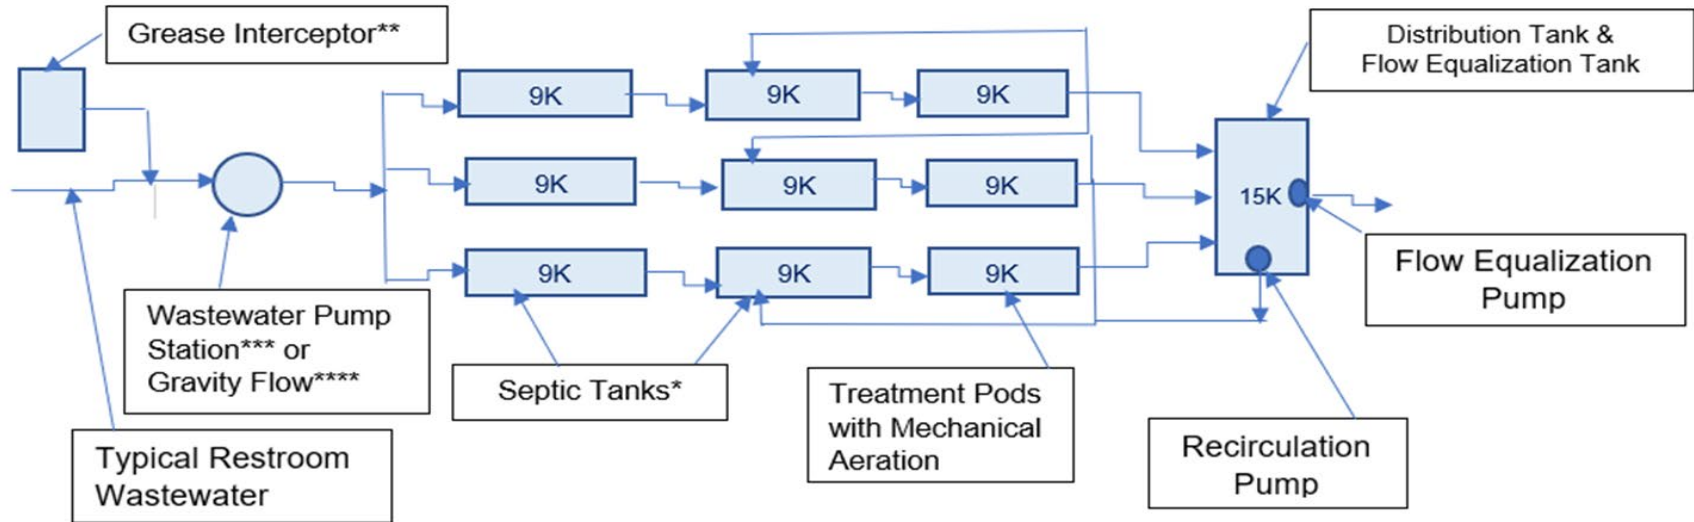 Grease Interceptor**
Distribution Tank &
Flow Equalization Tank
9K
9K
9K
9K
9K
9K
15K
9K
9K
9K
Flow Equalization
Pump
Wastewater Pump
Station*** or
Gravity Flow****
Septic Tanks*
Treatment Pods
with Mechanical
Aeration
Typical Restroom
Wastewater
Recirculation
Pump